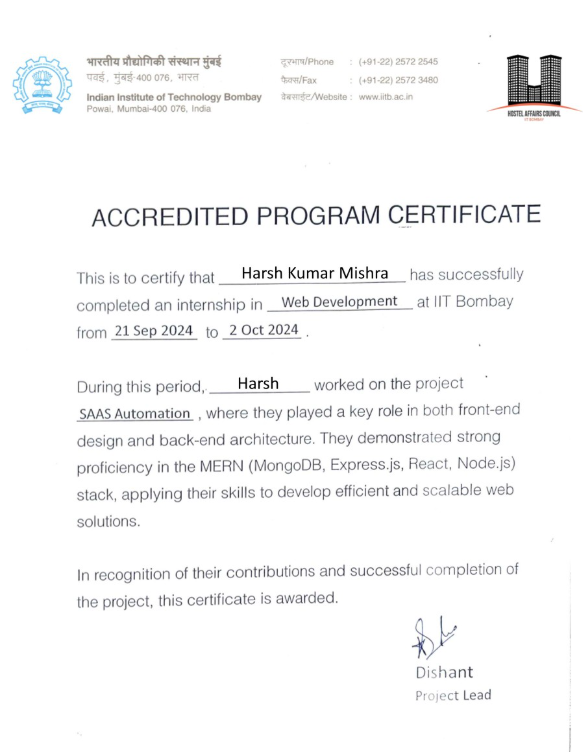 भारतीय प्रौद्योगिकी संस्थान मुंबई
पवई, मुंबई-400 076, भारत
Indian Institute of Technology Bombay
Powai, Mumbai-400 076, India
दूरभाष/Phone : (+91-22) 2572 2545
फैक्स/Fax : (+91-22) 2572 3480
वेबसाईट/Website : www.iitb.ac.in
HOSTEL AFFAIRS COUNCIL
IIT BOMBAY
ACCREDITED PROGRAM CERTIFICATE
This is to certify that Harsh Kumar Mishra has successfully
completed an internship in Web Development at IIT Bombay
from 21 Sep 2024 to 2 Oct 2024 .
During this period, Harsh worked on the project
SAAS Automation , where they played a key role in both front-end
design and back-end architecture. They demonstrated strong
proficiency in the MERN (MongoDB, Express.js, React, Node.js)
stack, applying their skills to develop efficient and scalable web
solutions.
In recognition of their contributions and successful completion of
the project, this certificate is awarded.
Dishant
Project Lead